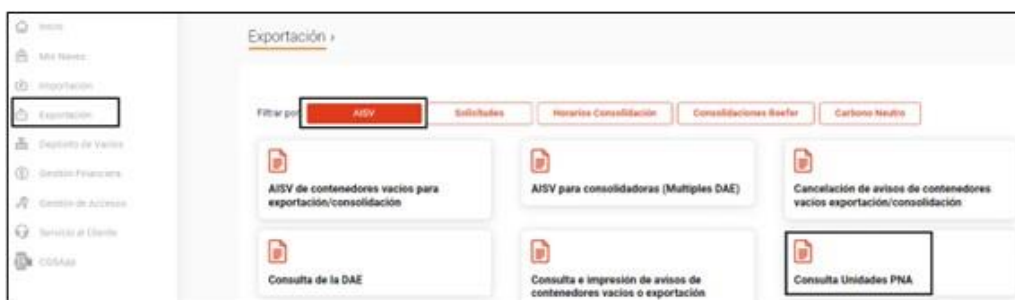 Inicio
Mis Naves
Importación
Exportación
Depósito de Vacíos
Gestión Financiera
Gestión de Accesos
Servicio al Cliente
CGSApp
Exportación ›
Filtrar por
AISV
Solicitudes
Horarios Consolidación
Consolidaciones Reefer
Carbono Neutro
AISV de contenedores vacíos para
exportación/consolidación
AISV para consolidadoras (Multiples DAE)
Cancelación de avisos de contenedores
vacíos exportación/consolidación
Consulta de la DAE
Consulta e impresión de avisos de
contenedores vacíos o exportación
Consulta Unidades PNA